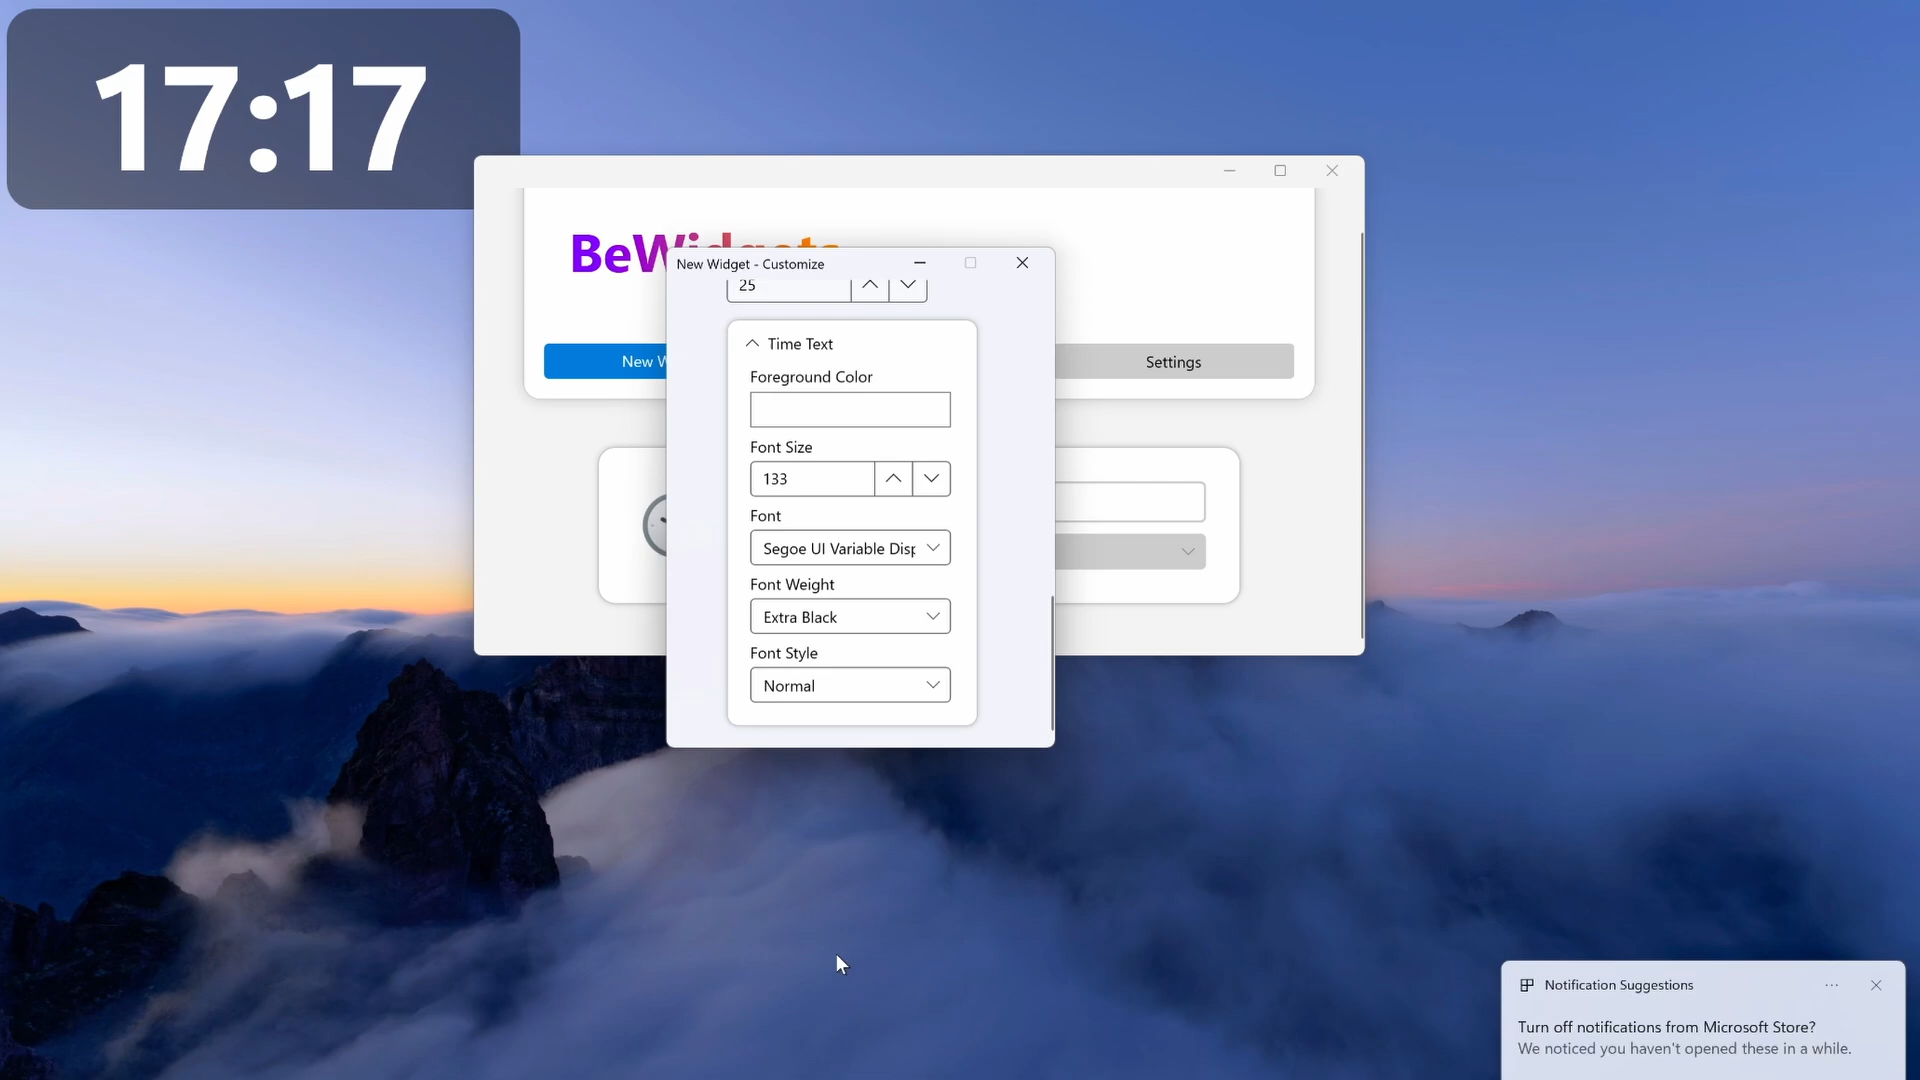 17:17
BeWidgets
New Widget - Customize
25
Time Text
New W
Settings
Foreground Color
Font Size
133
Font
Segoe UI Variable Disp
Font Weight
Extra Black
Font Style
Normal
Notification Suggestions
Turn off notifications from Microsoft Store?
We noticed you haven't opened these in a while.